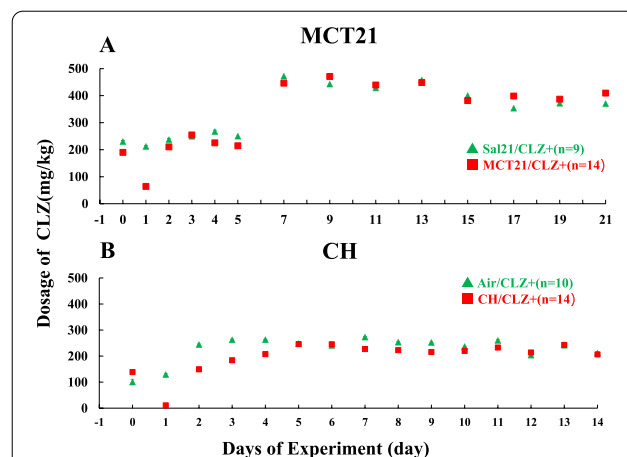 MCT21
A
500
400
300
200
100
0
-1 0 1 2 3 4 5 7 9 11 13 15 17 19 21
Sal21/CLZ+(n=9)
MCT21/CLZ+(n=14)
Dosage of CLZ(mg/kg)
B
CH
500
400
300
200
100
0
-1 0 1 2 3 4 5 6 7 8 9 10 11 12 13 14
Air/CLZ+(n=10)
CH/CLZ+(n=14)
Days of Experiment (day)